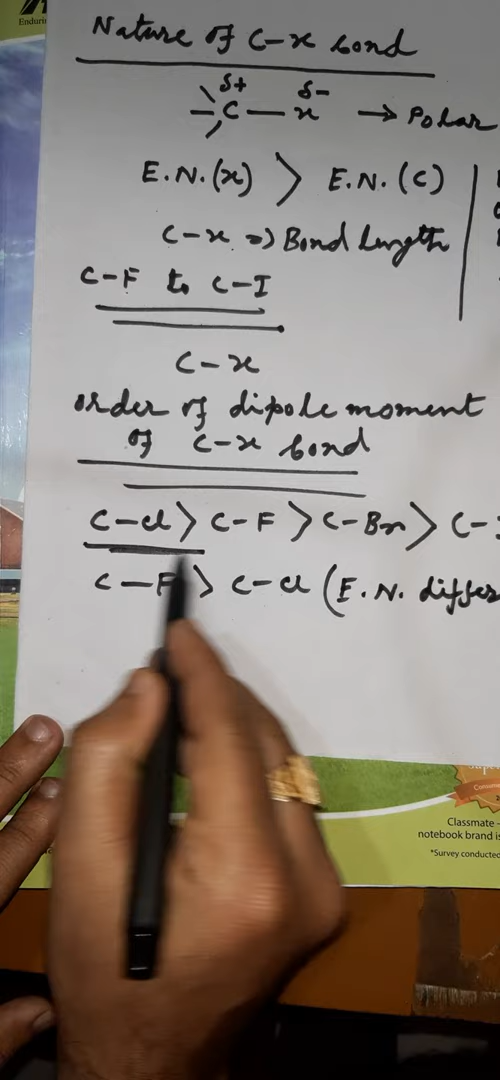 Enduri
Nature of C-x bond
δ+ δ-
C — x → Polar
E.N.(x) > E.N.(C)
C-x => Bond Length
C-F to C-I
C-x
order of dipole moment
of C-x bond
C-Cl > C-F > C-Br > C-
C-F > C-Cl (E.N. differ
Classmate -
notebook brand is
*Survey conducted